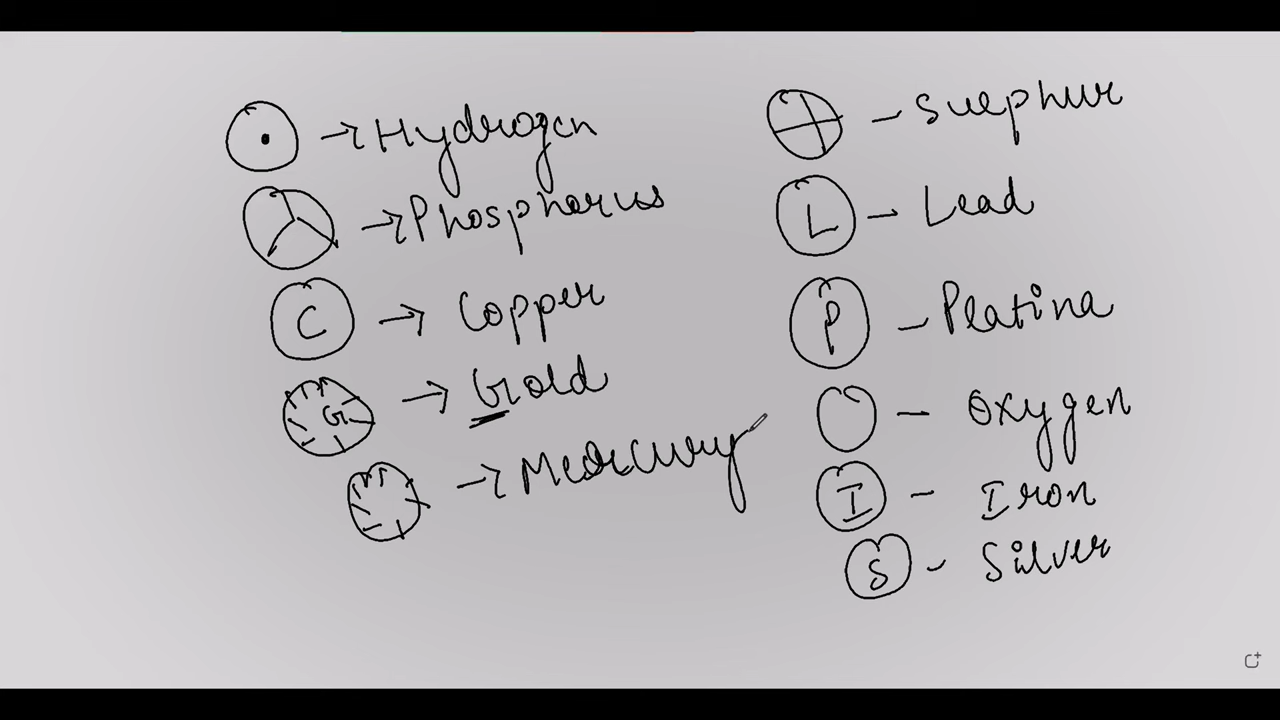 → Hydrogen
→ Phosphorus
C → Copper
G → Gold
→ Mercury
– Sulphur
L – Lead
P – Platina
– Oxygen
I – Iron
S – Silver